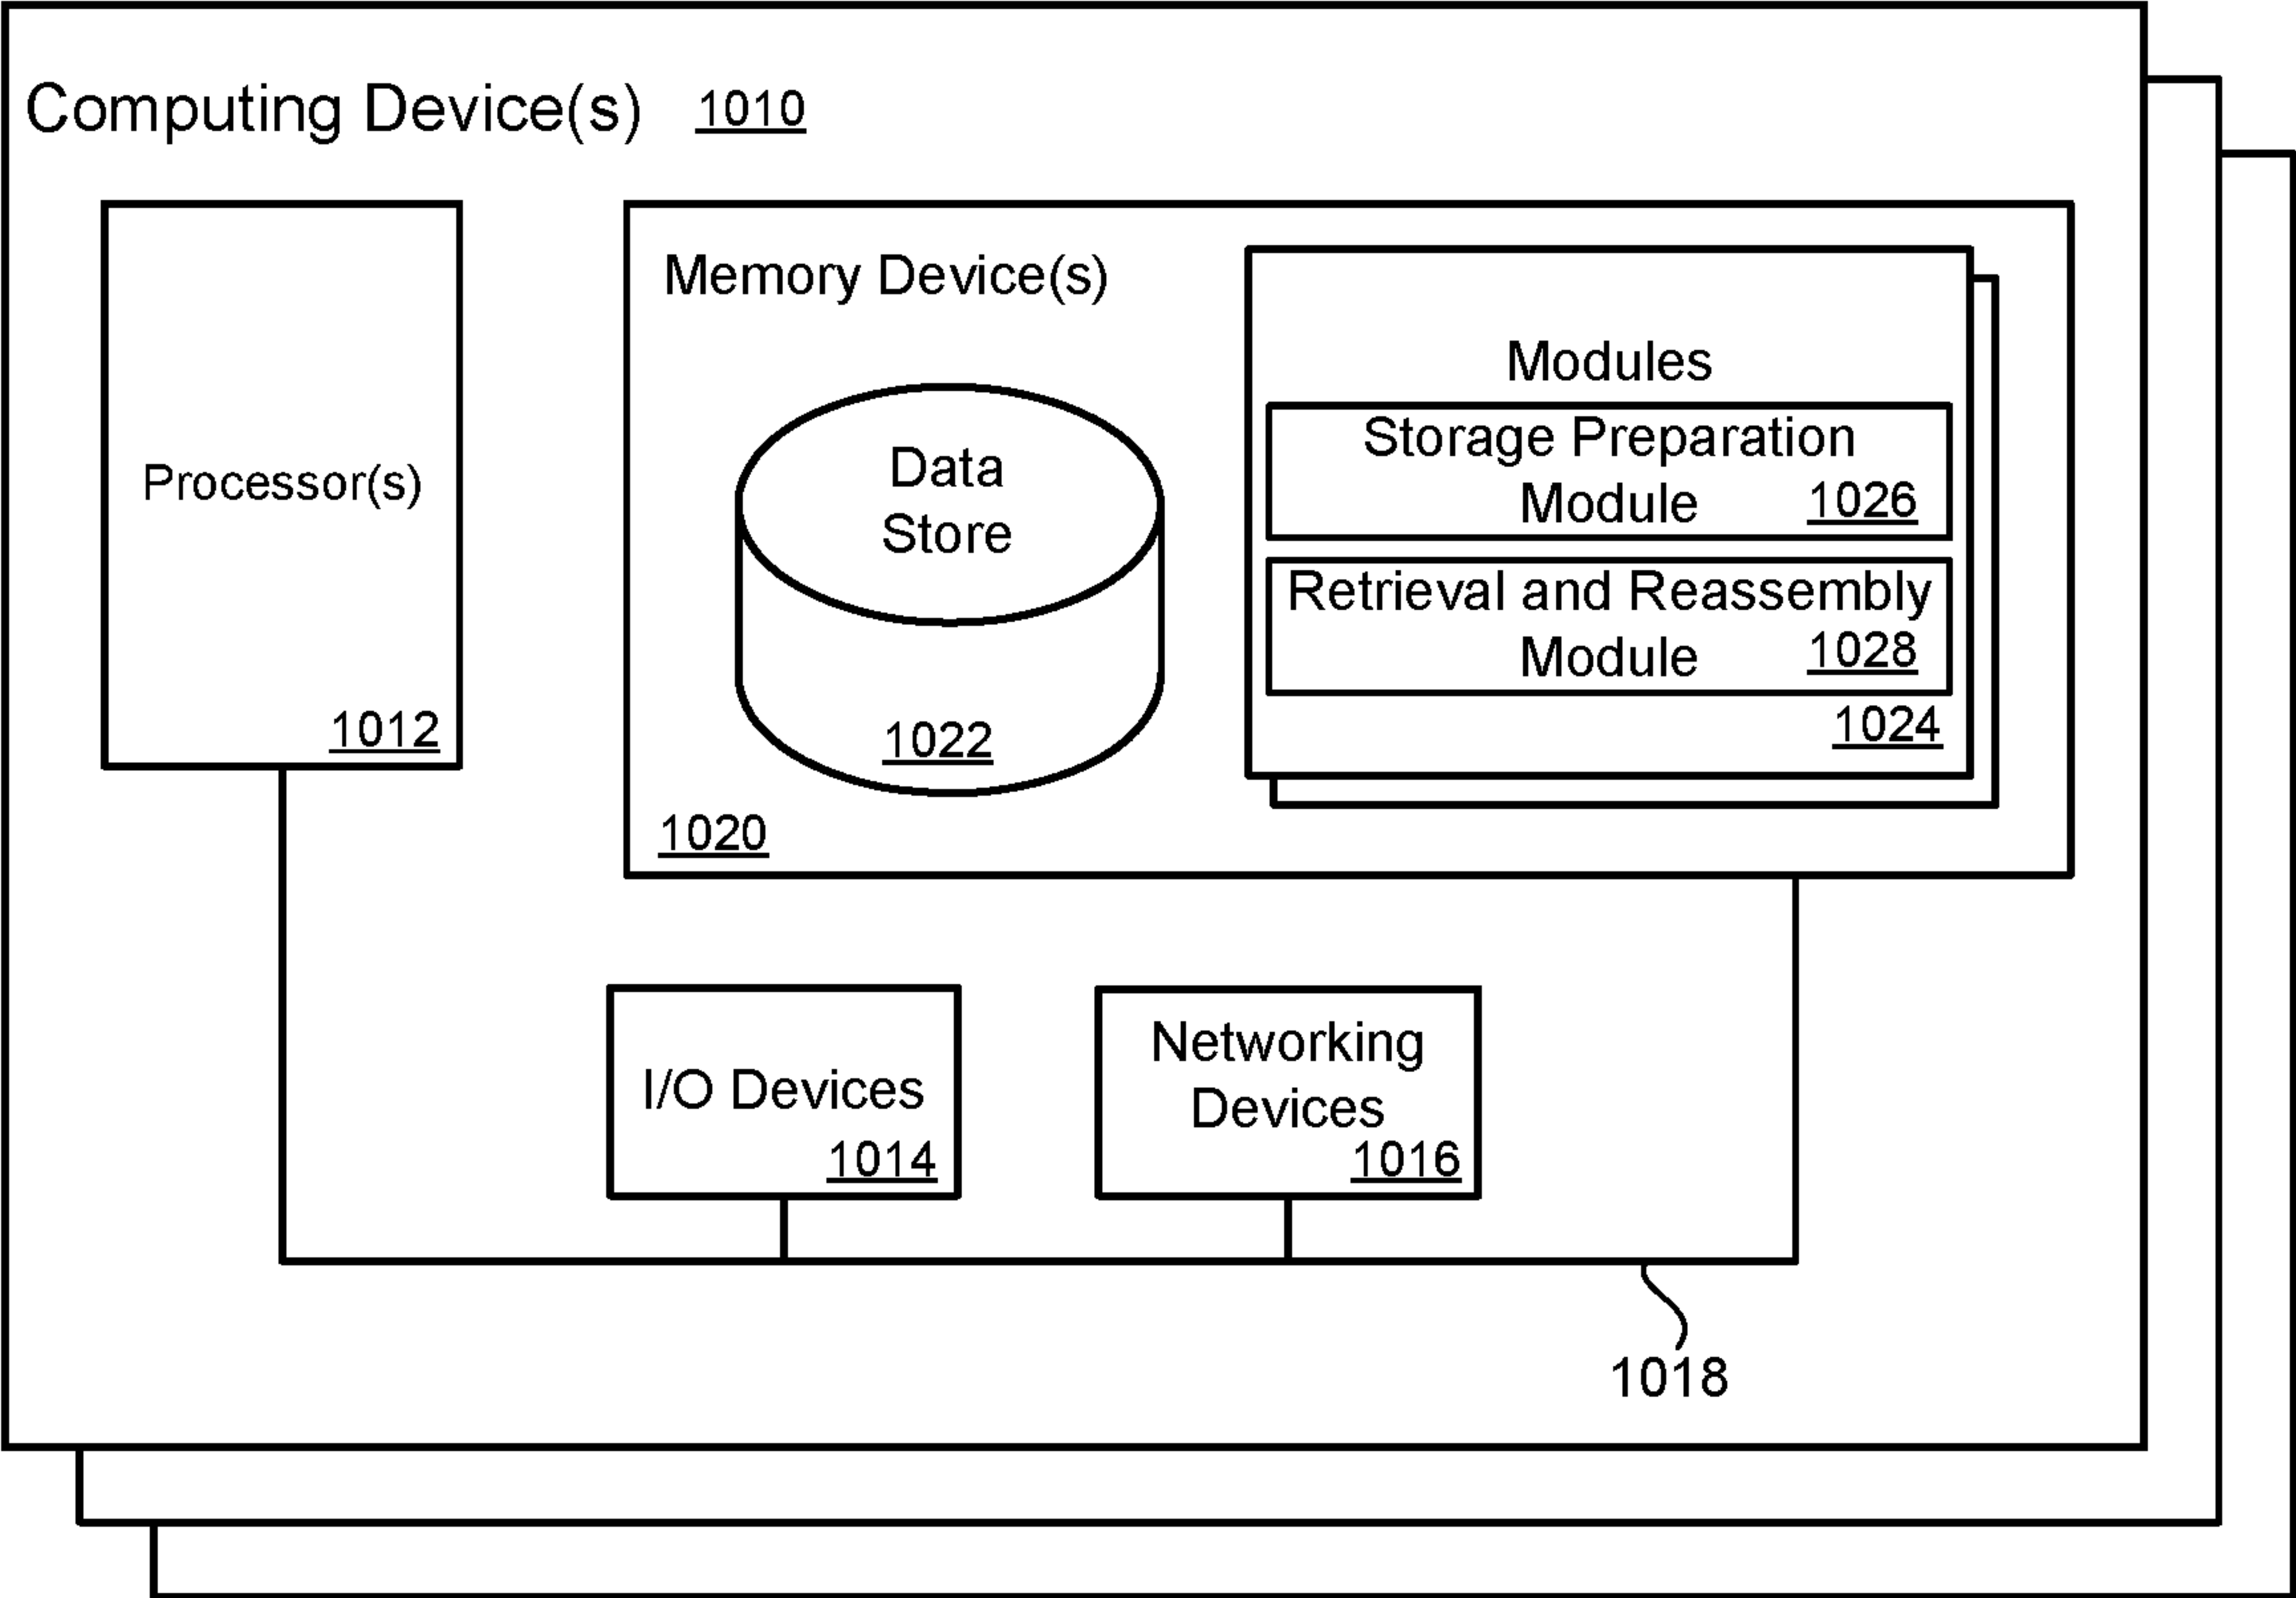 Computing Device(s) 1010
Processor(s)
1012
Memory Device(s)
Data
Store
1022
1020
Modules
Storage Preparation
Module 1026
Retrieval and Reassembly
Module 1028
1024
I/O Devices
1014
Networking
Devices
1016
1018